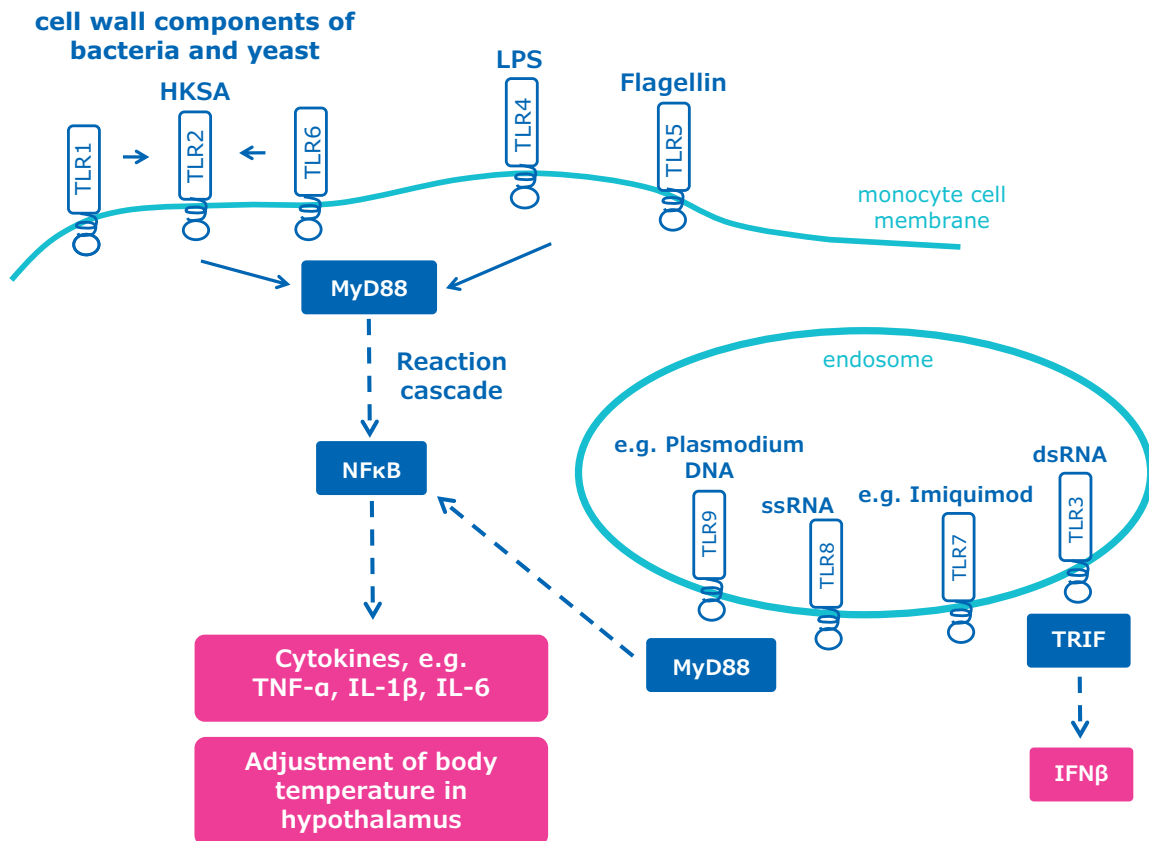 cell wall components of
bacteria and yeast
HKSA
LPS
Flagellin
TLR1
TLR2
TLR6
TLR4
TLR5
monocyte cell
membrane
MyD88
Reaction
cascade
NFκB
endosome
e.g. Plasmodium
DNA
ssRNA
e.g. Imiquimod
dsRNA
TLR9
TLR8
TLR7
TLR3
MyD88
TRIF
IFNβ
Cytokines, e.g.
TNF-α, IL-1β, IL-6
Adjustment of body
temperature in
hypothalamus